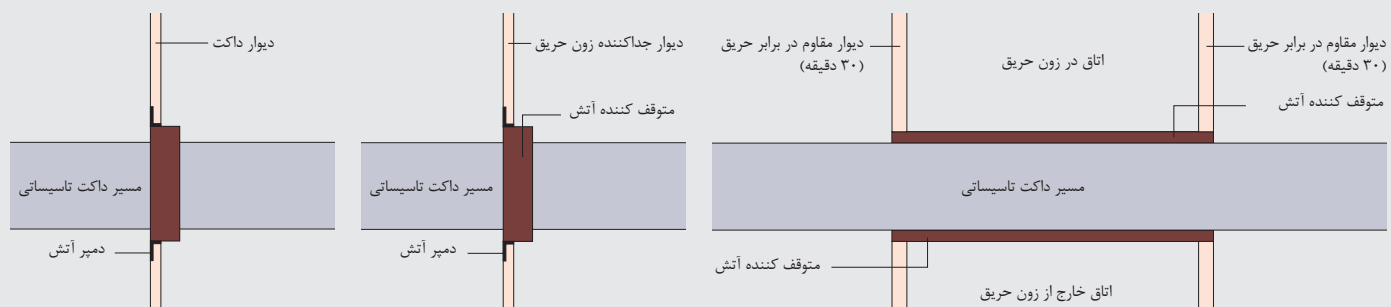 دیوار مقاوم در برابر حریق
(۳۰ دقیقه)
اتاق در زون حریق
دیوار مقاوم در برابر حریق
(۳۰ دقیقه)
متوقف کننده آتش
مسیر داکت تاسیساتی
متوقف کننده آتش
اتاق خارج از زون حریق
دیوار جداکننده زون حریق
متوقف کننده آتش
مسیر داکت تاسیساتی
دمپر آتش
دیوار داکت
مسیر داکت تاسیساتی
دمپر آتش